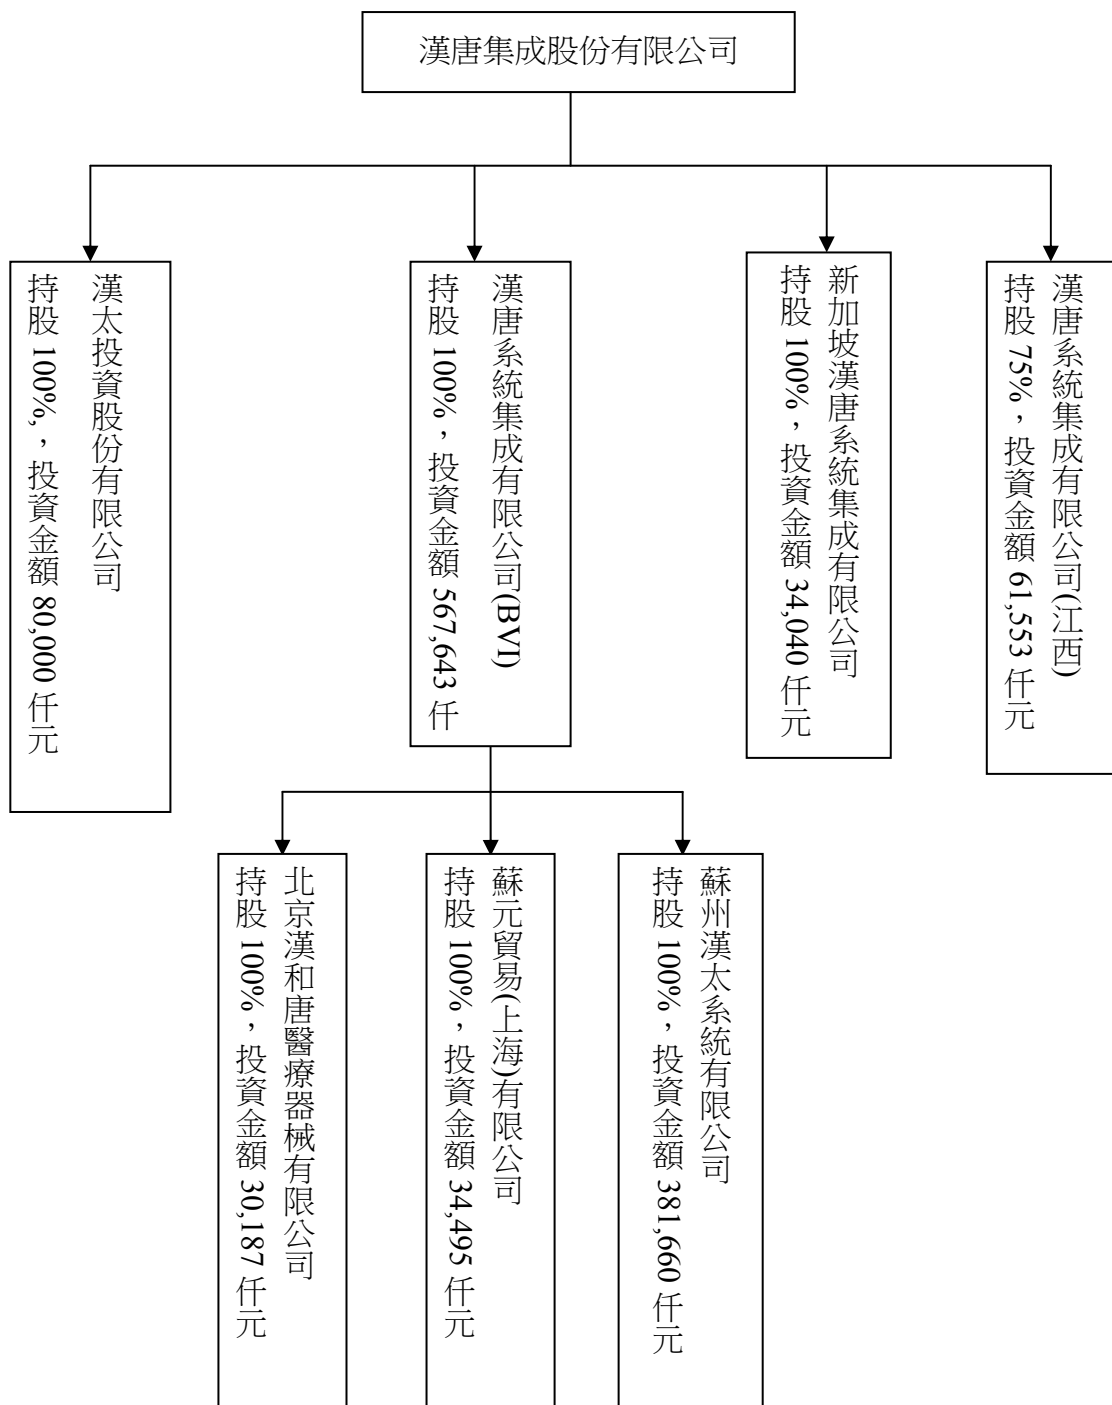 漢唐集成股份有限公司
漢太投資股份有限公司
持股 100%,，投資金額 80,000 仟元
漢唐系統集成有限公司(BVI)
持股 100%，投資金額 567,643 仟
新加坡漢唐系統集成有限公司
持股 100%，投資金額 34,040 仟元
漢唐系統集成有限公司(江西)
持股 75%，投資金額 61,553 仟元
北京漢和唐醫療器械有限公司
持股 100%，投資金額 30,187 仟元
蘇元貿易(上海)有限公司
持股 100%，投資金額 34,495 仟元
蘇州漢太系統有限公司
持股 100%，投資金額 381,660 仟元